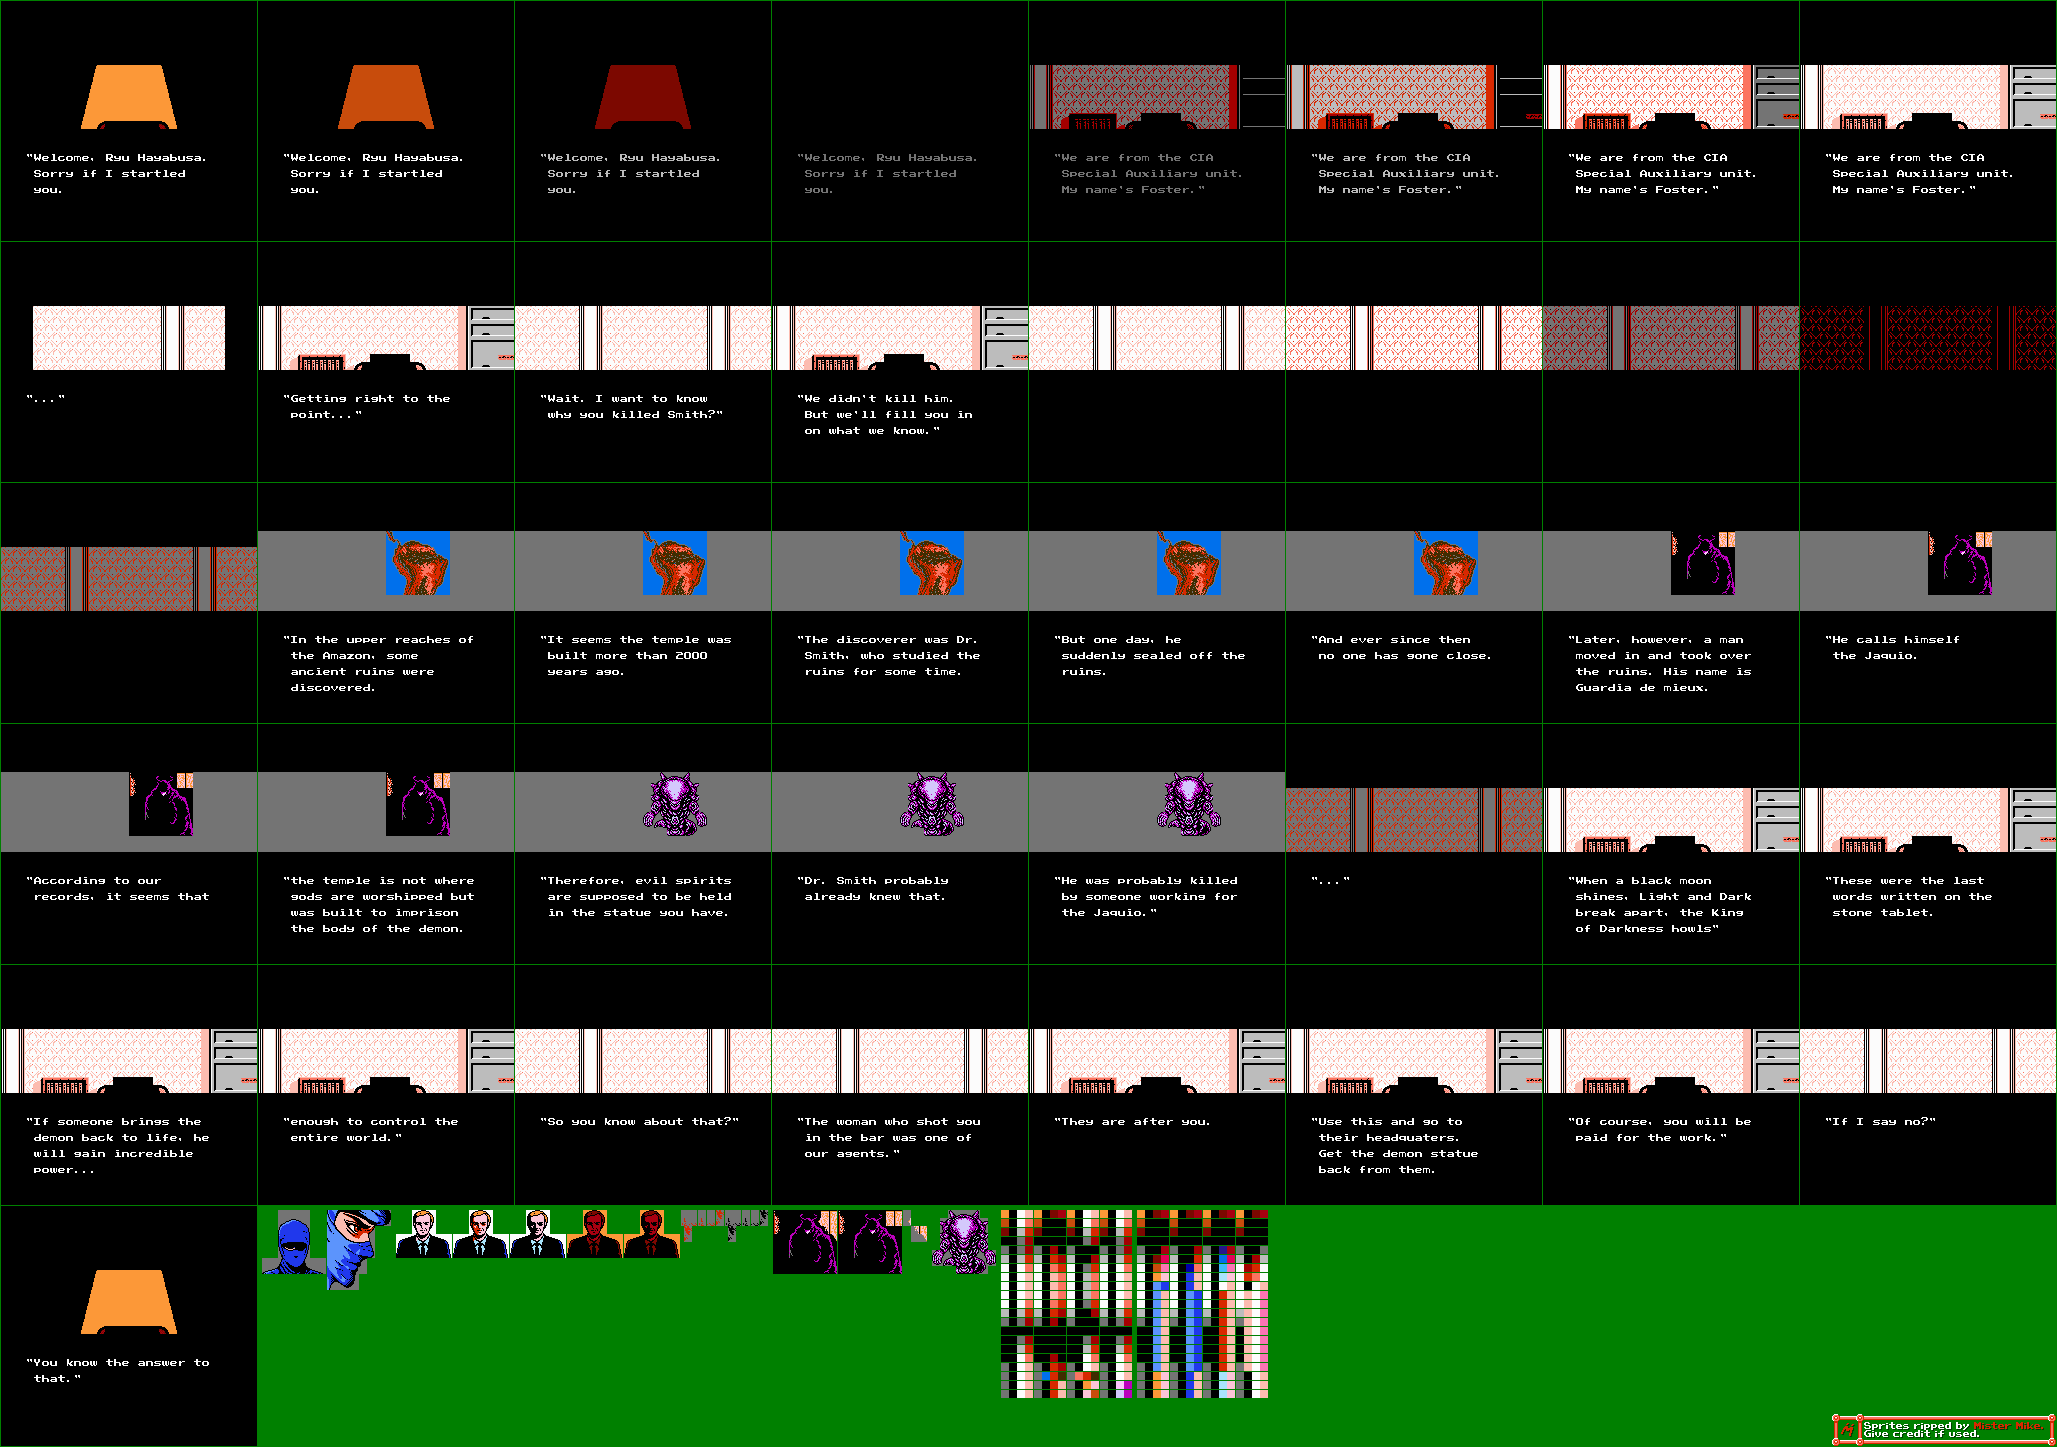 "Welcome, Ryu Hayabusa.
Sorry if I startled
you.
"Welcome, Ryu Hayabusa.
Sorry if I startled
you.
"Welcome, Ryu Hayabusa.
Sorry if I startled
you.
"Welcome, Ryu Hayabusa.
Sorry if I startled
you.
"We are from the CIA
Special Auxiliary unit.
My name's Foster."
"We are from the CIA
Special Auxiliary unit.
My name's Foster."
"We are from the CIA
Special Auxiliary unit.
My name's Foster."
"We are from the CIA
Special Auxiliary unit.
My name's Foster."
"..."
"Getting right to the
point..."
"Wait. I want to know
why you killed Smith?"
"We didn't kill him.
But we'll fill you in
on what we know."
"In the upper reaches of
the Amazon, some
ancient ruins were
discovered.
"It seems the temple was
built more than 2000
years ago.
"The discoverer was Dr.
Smith, who studied the
ruins for some time.
"But one day, he
suddenly sealed off the
ruins.
"And ever since then
no one has gone close.
"Later, however, a man
moved in and took over
the ruins. His name is
Guardia de mieux.
"He calls himself
the Jaquio.
"According to our
records, it seems that
"the temple is not where
gods are worshipped but
was built to imprison
the body of the demon.
"Therefore, evil spirits
are supposed to be held
in the statue you have.
"Dr. Smith probably
already knew that.
"He was probably killed
by someone working for
the Jaquio."
"..."
"When a black moon
shines, Light and Dark
break apart, the King
of Darkness howls"
"These were the last
words written on the
stone tablet.
"If someone brings the
demon back to life, he
will gain incredible
power...
"enough to control the
entire world."
"So you know about that?"
"The woman who shot you
in the bar was one of
our agents."
"They are after you.
"Use this and go to
their headquaters.
Get the demon statue
back from them.
"Of course, you will be
paid for the work."
"If I say no?"
"You know the answer to
that."
Sprites ripped by Mister Mike.
Give credit if used.